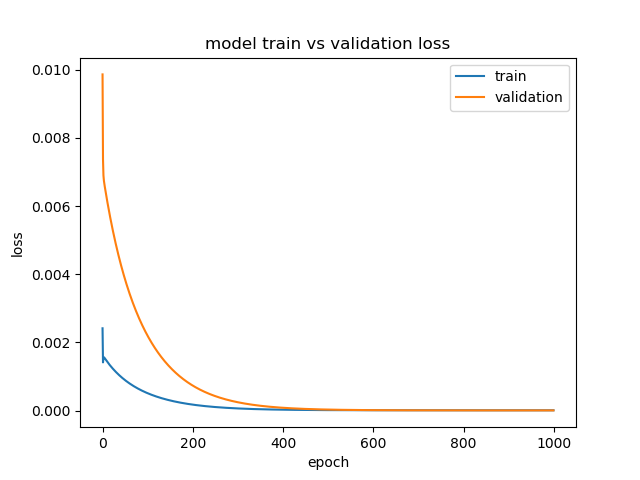 model train vs validation loss
train
validation
0.010
0.008
0.006
0.004
0.002
0.000
loss
0 200 400 600 800 1000
epoch